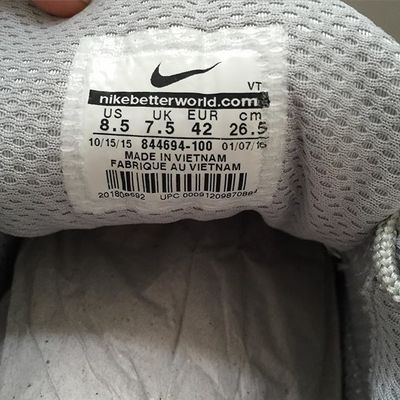 VT
nikebetterworld.com
US UK EUR cm
8.5 7.5 42 26.5
10/15/15 844694-100 01/07/16
MADE IN VIETNAM
FABRIQUE AU VIETNAM
UPC